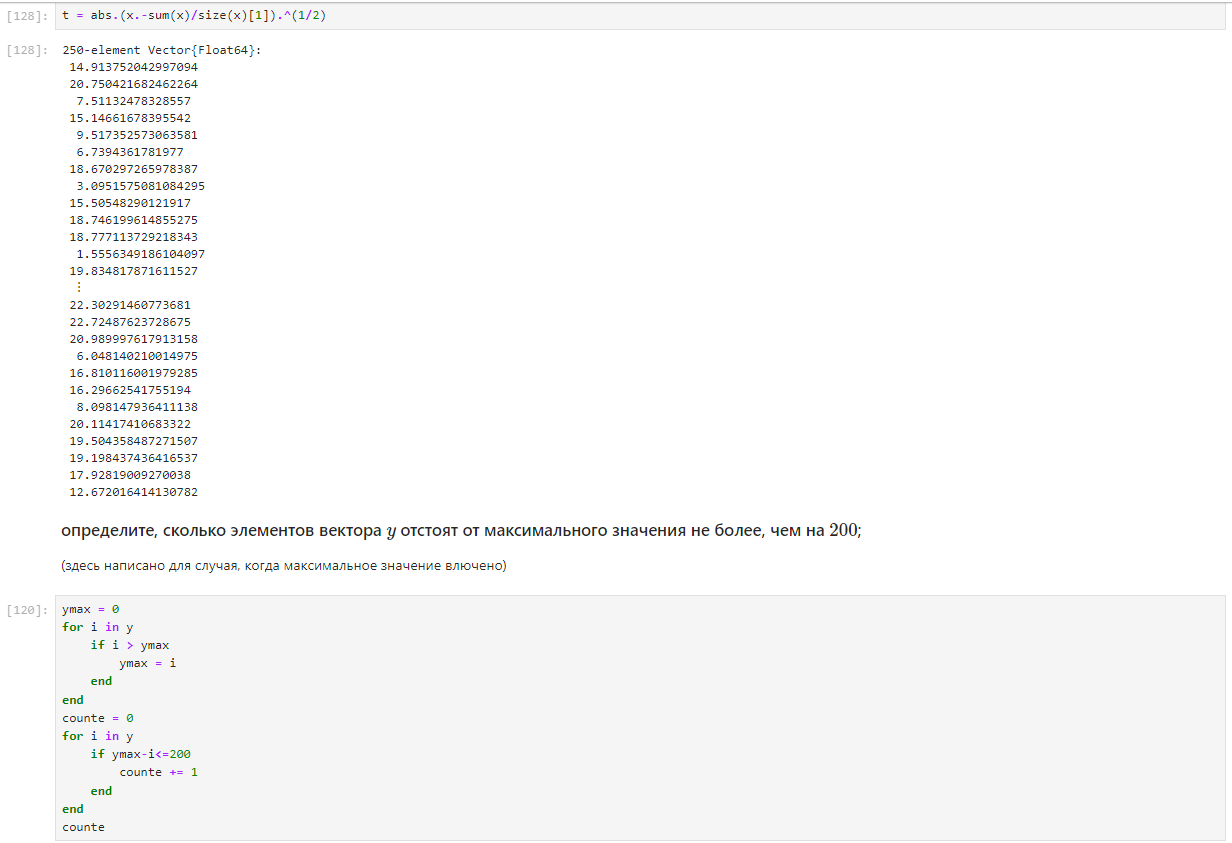 [128]: t = abs.(x.-sum(x)/size(x)[1]).^(1/2)
[128]: 250-element Vector{Float64}:
14.913752042997094
20.750421682462264
7.51132478328557
15.14661678395542
9.517352573063581
6.7394361781977
18.670297265978387
3.0951575081084295
15.50548290121917
18.746199614855275
18.777113729218343
1.5556349186104097
19.834817871611527
⋮
22.30291460773681
22.72487623728675
20.989997617913158
6.048140210014975
16.810116001979285
16.29662541755194
8.098147936411138
20.11417410683322
19.504358487271507
19.198437436416537
17.92819009270038
12.672016414130782
определите, сколько элементов вектора y отстоят от максимального значения не более, чем на 200;
(здесь написано для случая, когда максимальное значение влючено)
[120]: ymax = 0
for i in y
    if i > ymax
        ymax = i
    end
end
counte = 0
for i in y
    if ymax-i<=200
        counte += 1
    end
end
counte